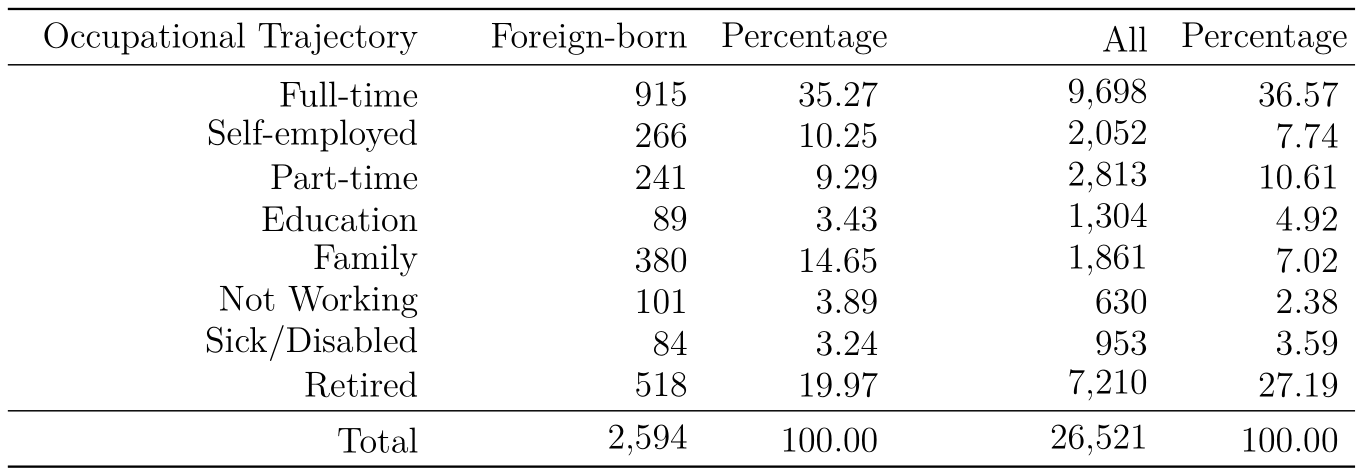 Occupational Trajectory Foreign-born Percentage All Percentage
Full-time 915 35.27 9,698 36.57
Self-employed 266 10.25 2,052 7.74
Part-time 241 9.29 2,813 10.61
Education 89 3.43 1,304 4.92
Family 380 14.65 1,861 7.02
Not Working 101 3.89 630 2.38
Sick/Disabled 84 3.24 953 3.59
Retired 518 19.97 7,210 27.19
Total 2,594 100.00 26,521 100.00